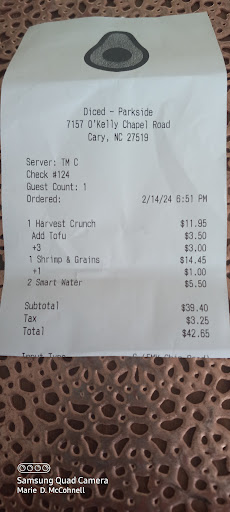 Diced - Parkside
7157 O'Kelly Chapel Road
Cary, NC 27519
Server: TM C
Check #124
Guest Count: 1
Ordered: 2/14/24 6:51 PM
1 Harvest Crunch $11.95
Add Tofu $3.50
+3 $3.00
1 Shrimp & Grains $14.45
+1 $1.00
2 Smart Water $5.50
Subtotal $39.40
Tax $3.25
Total $42.65
Input Type
Samsung Quad Camera
Marie D. McCohnell